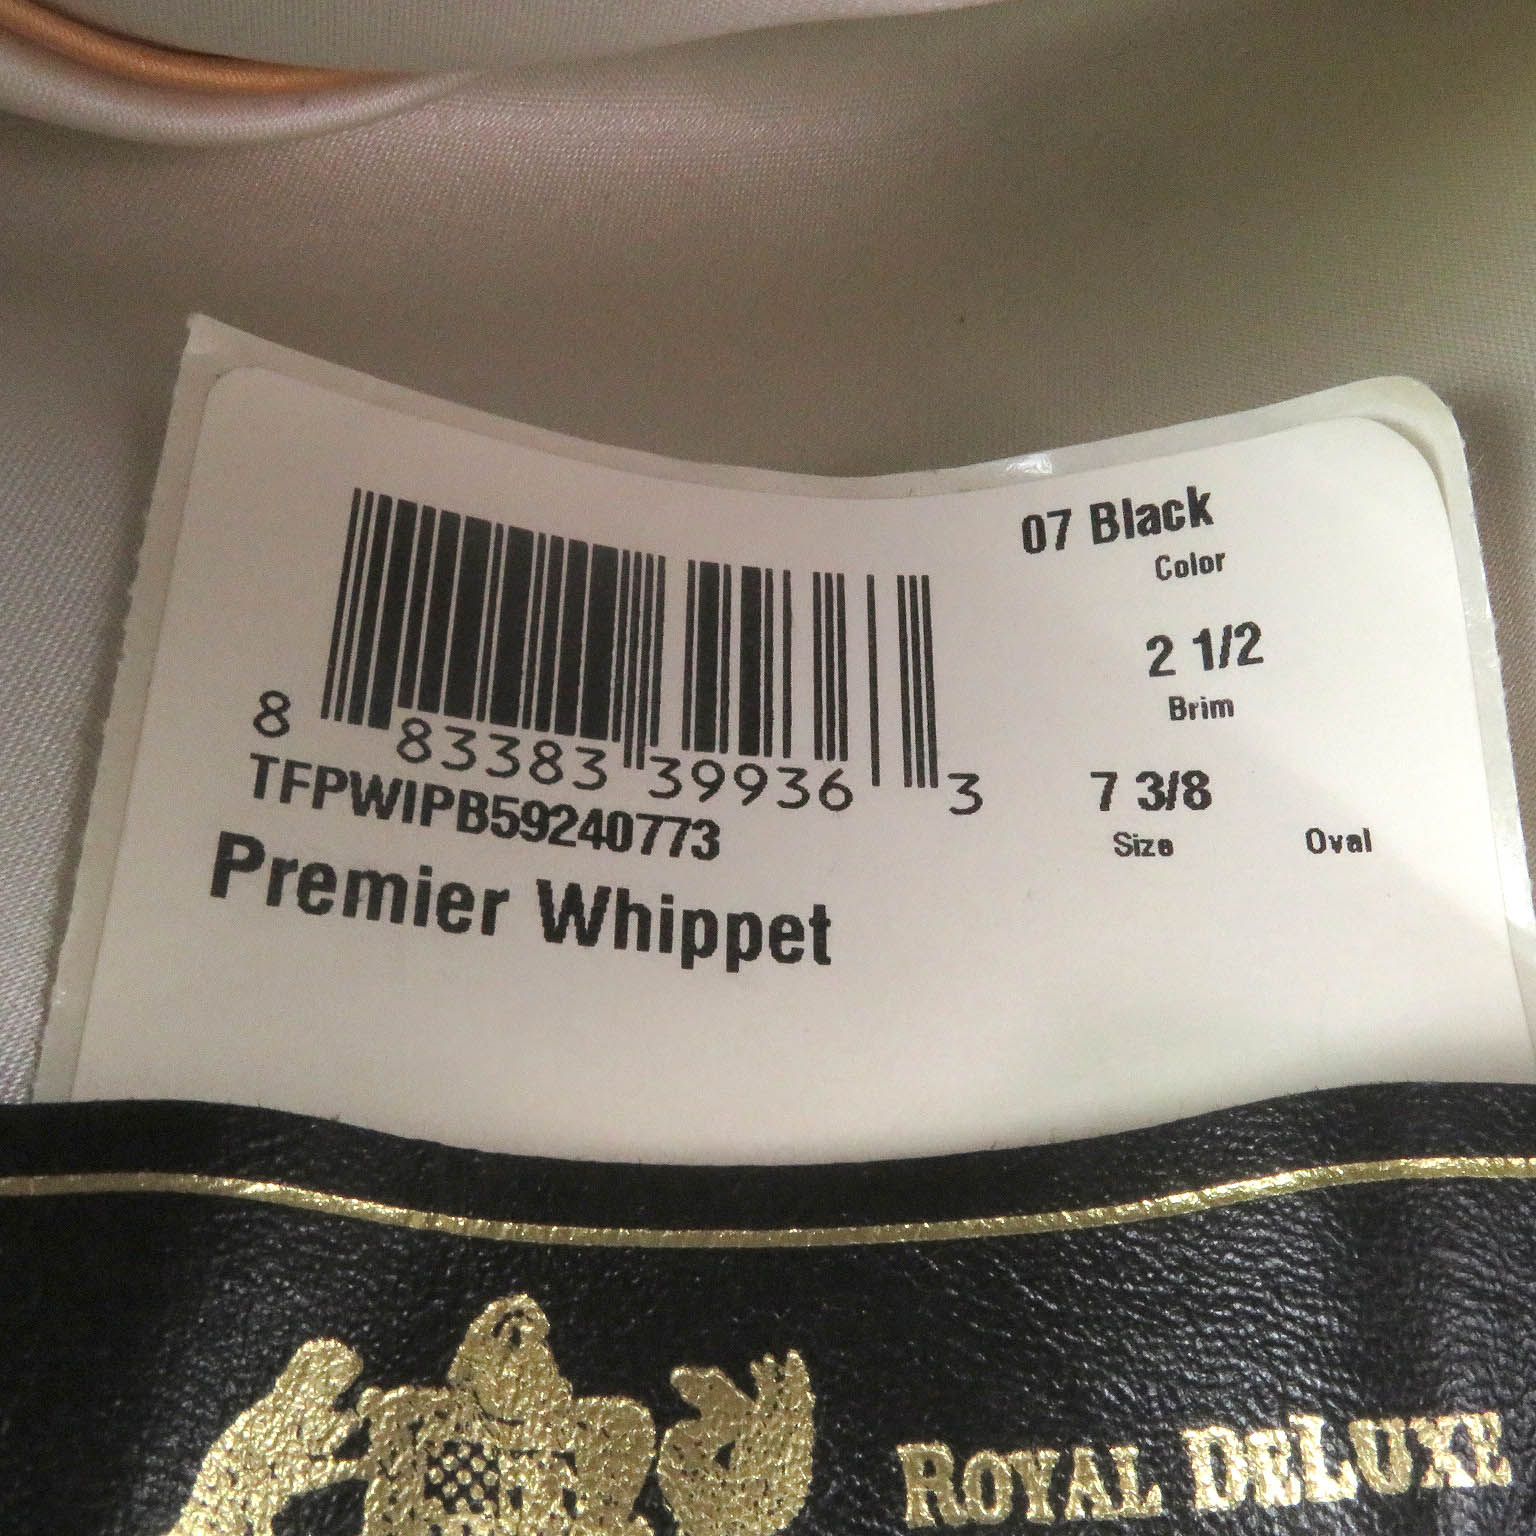 07 Black
Color
2 1/2
Brim
8 83383 39936 3
7 3/8
Size Oval
TFPWIPB59240773
Premier Whippet
ROYAL DELUXE